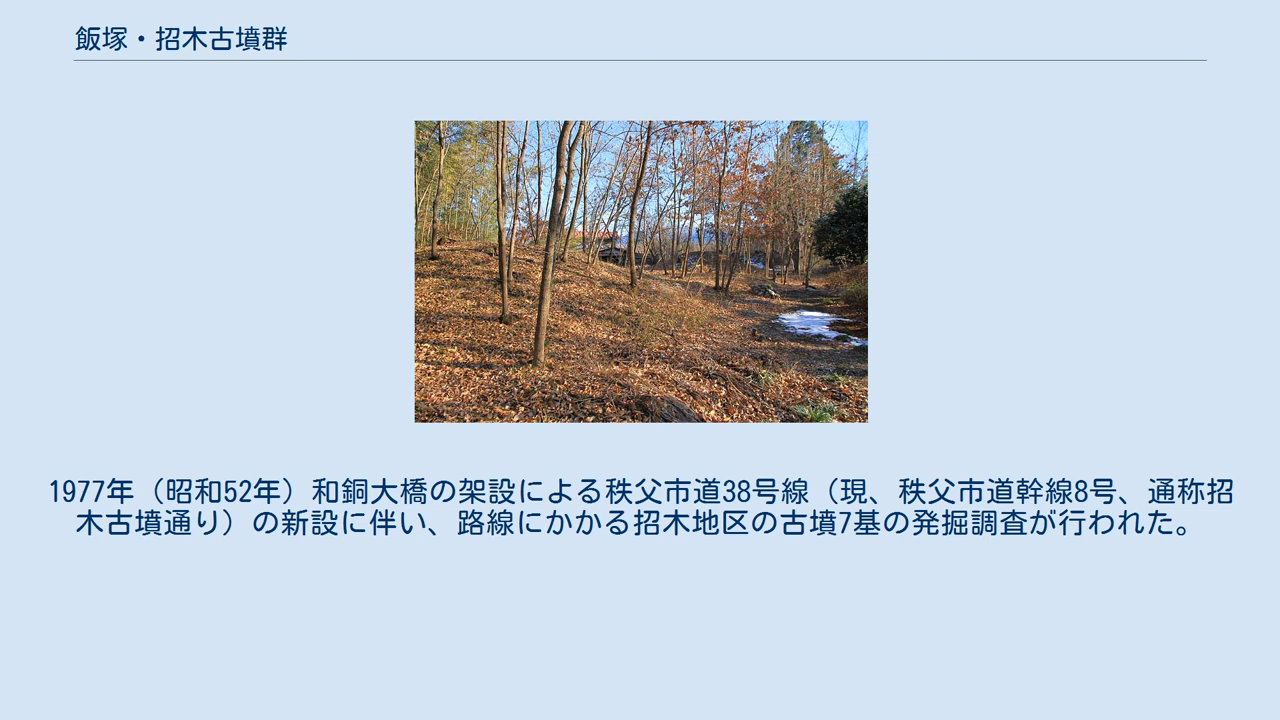 飯塚・招木古墳群
1977年（昭和52年）和銅大橋の架設による秩父市道38号線（現、秩父市道幹線8号、通称招
木古墳通り）の新設に伴い、路線にかかる招木地区の古墳7基の発掘調査が行われた。